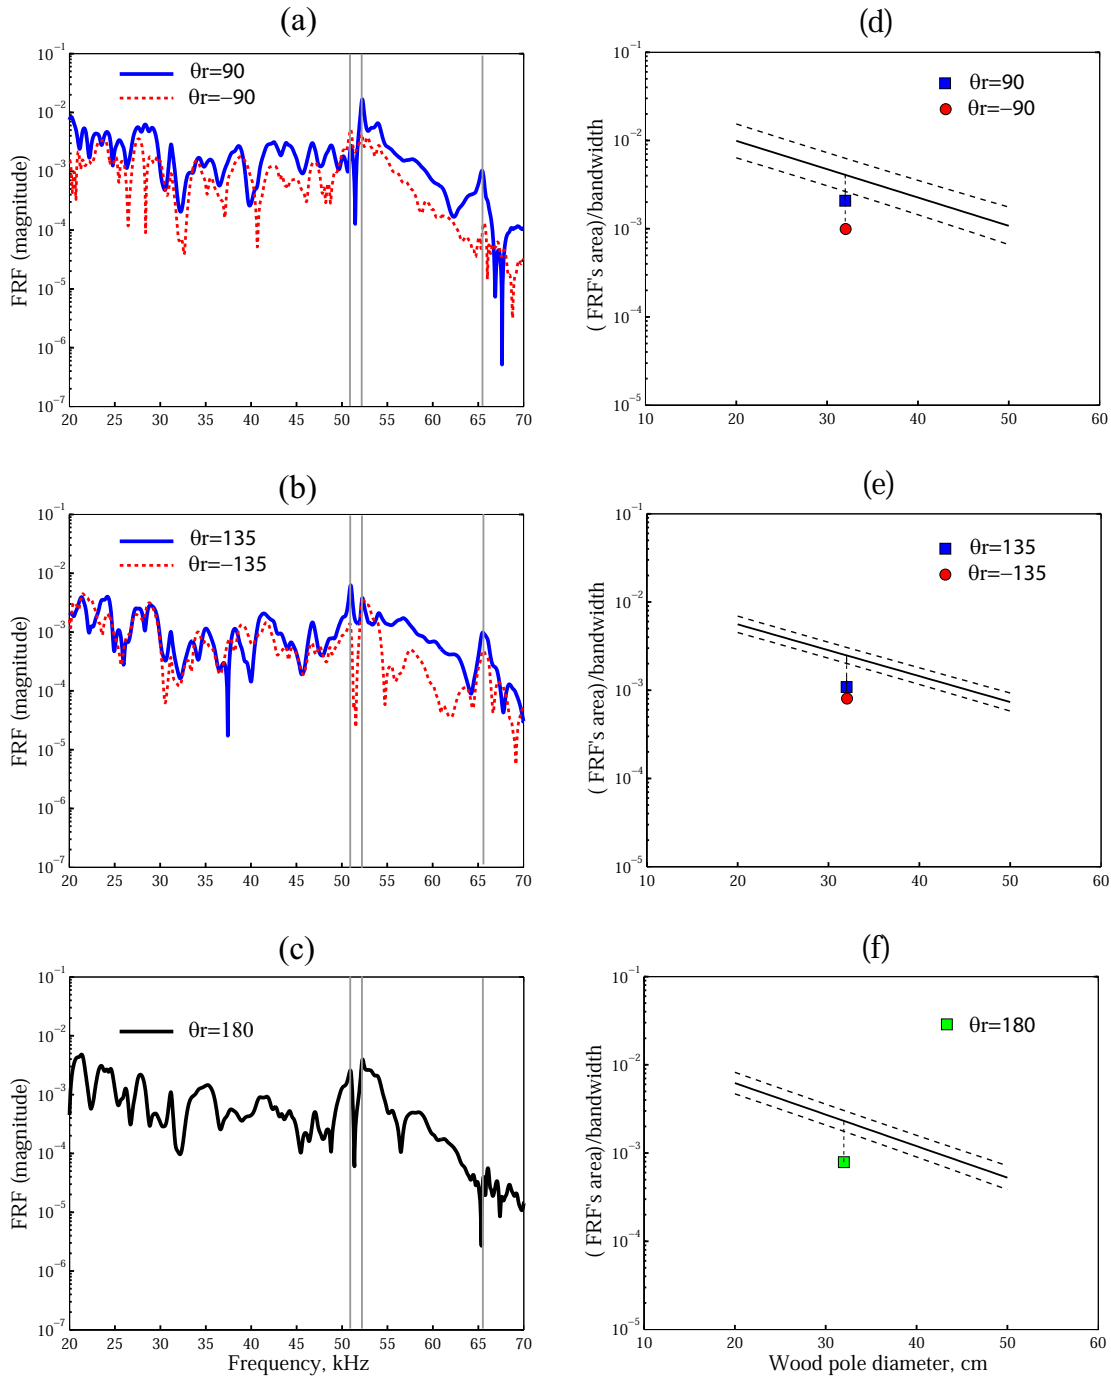 (a)
10⁻¹
10⁻²
10⁻³
10⁻⁴
10⁻⁵
10⁻⁶
10⁻⁷
FRF (magnitude)
θr=90
θr=−90
20 25 30 35 40 45 50 55 60 65 70
(d)
10⁻¹
10⁻²
10⁻³
10⁻⁴
10⁻⁵
( FRF's area)/bandwidth
θr=90
θr=−90
10 20 30 40 50 60
(b)
10⁻¹
10⁻²
10⁻³
10⁻⁴
10⁻⁵
10⁻⁶
10⁻⁷
FRF (magnitude)
θr=135
θr=−135
20 25 30 35 40 45 50 55 60 65 70
(e)
10⁻¹
10⁻²
10⁻³
10⁻⁴
10⁻⁵
( FRF's area)/bandwidth
θr=135
θr=−135
10 20 30 40 50 60
(c)
10⁻¹
10⁻²
10⁻³
10⁻⁴
10⁻⁵
10⁻⁶
10⁻⁷
FRF (magnitude)
θr=180
20 25 30 35 40 45 50 55 60 65 70
Frequency, kHz
(f)
10⁻¹
10⁻²
10⁻³
10⁻⁴
10⁻⁵
( FRF's area)/bandwidth
θr=180
10 20 30 40 50 60
Wood pole diameter, cm